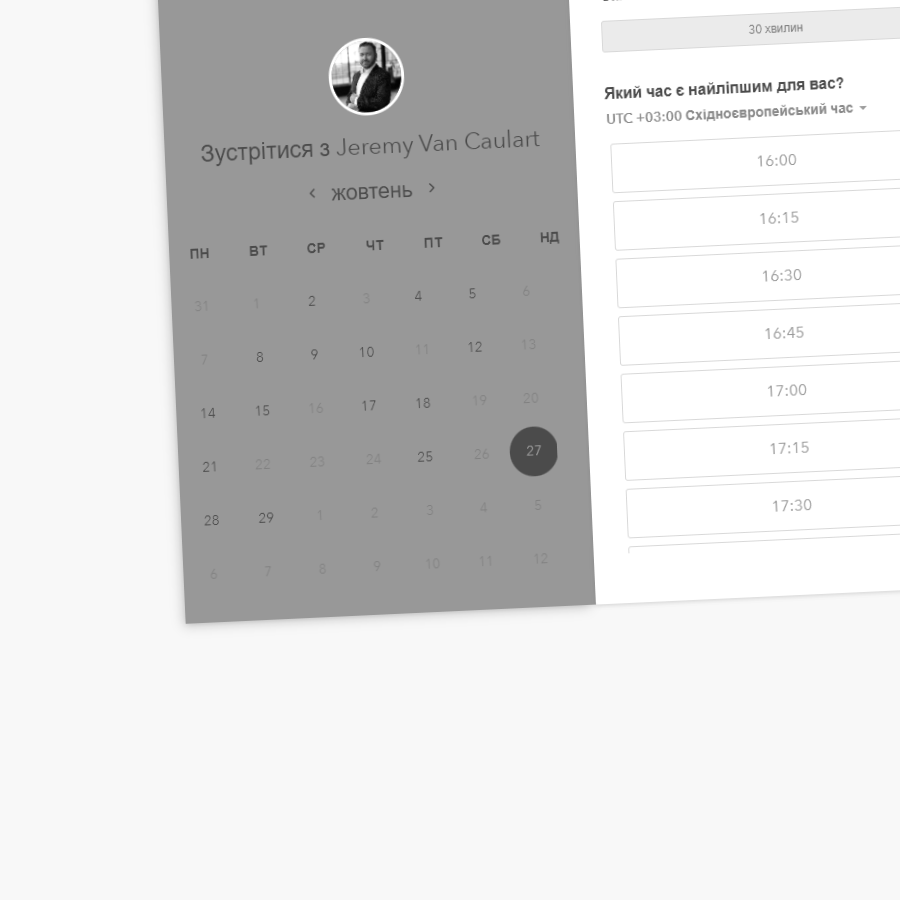 Зустрітися з Jeremy Van Caulart
‹ жовтень ›
ПН ВТ СР ЧТ ПТ СБ НД
31 1 2 3 4 5 6
7 8 9 10 11 12 13
14 15 16 17 18 19 20
21 22 23 24 25 26 27
28 29 1 2 3 4 5
6 7 8 9 10 11 12
30 хвилин
Який час є найліпшим для вас?
UTC +03:00 Східноєвропейський час
16:00
16:15
16:30
16:45
17:00
17:15
17:30